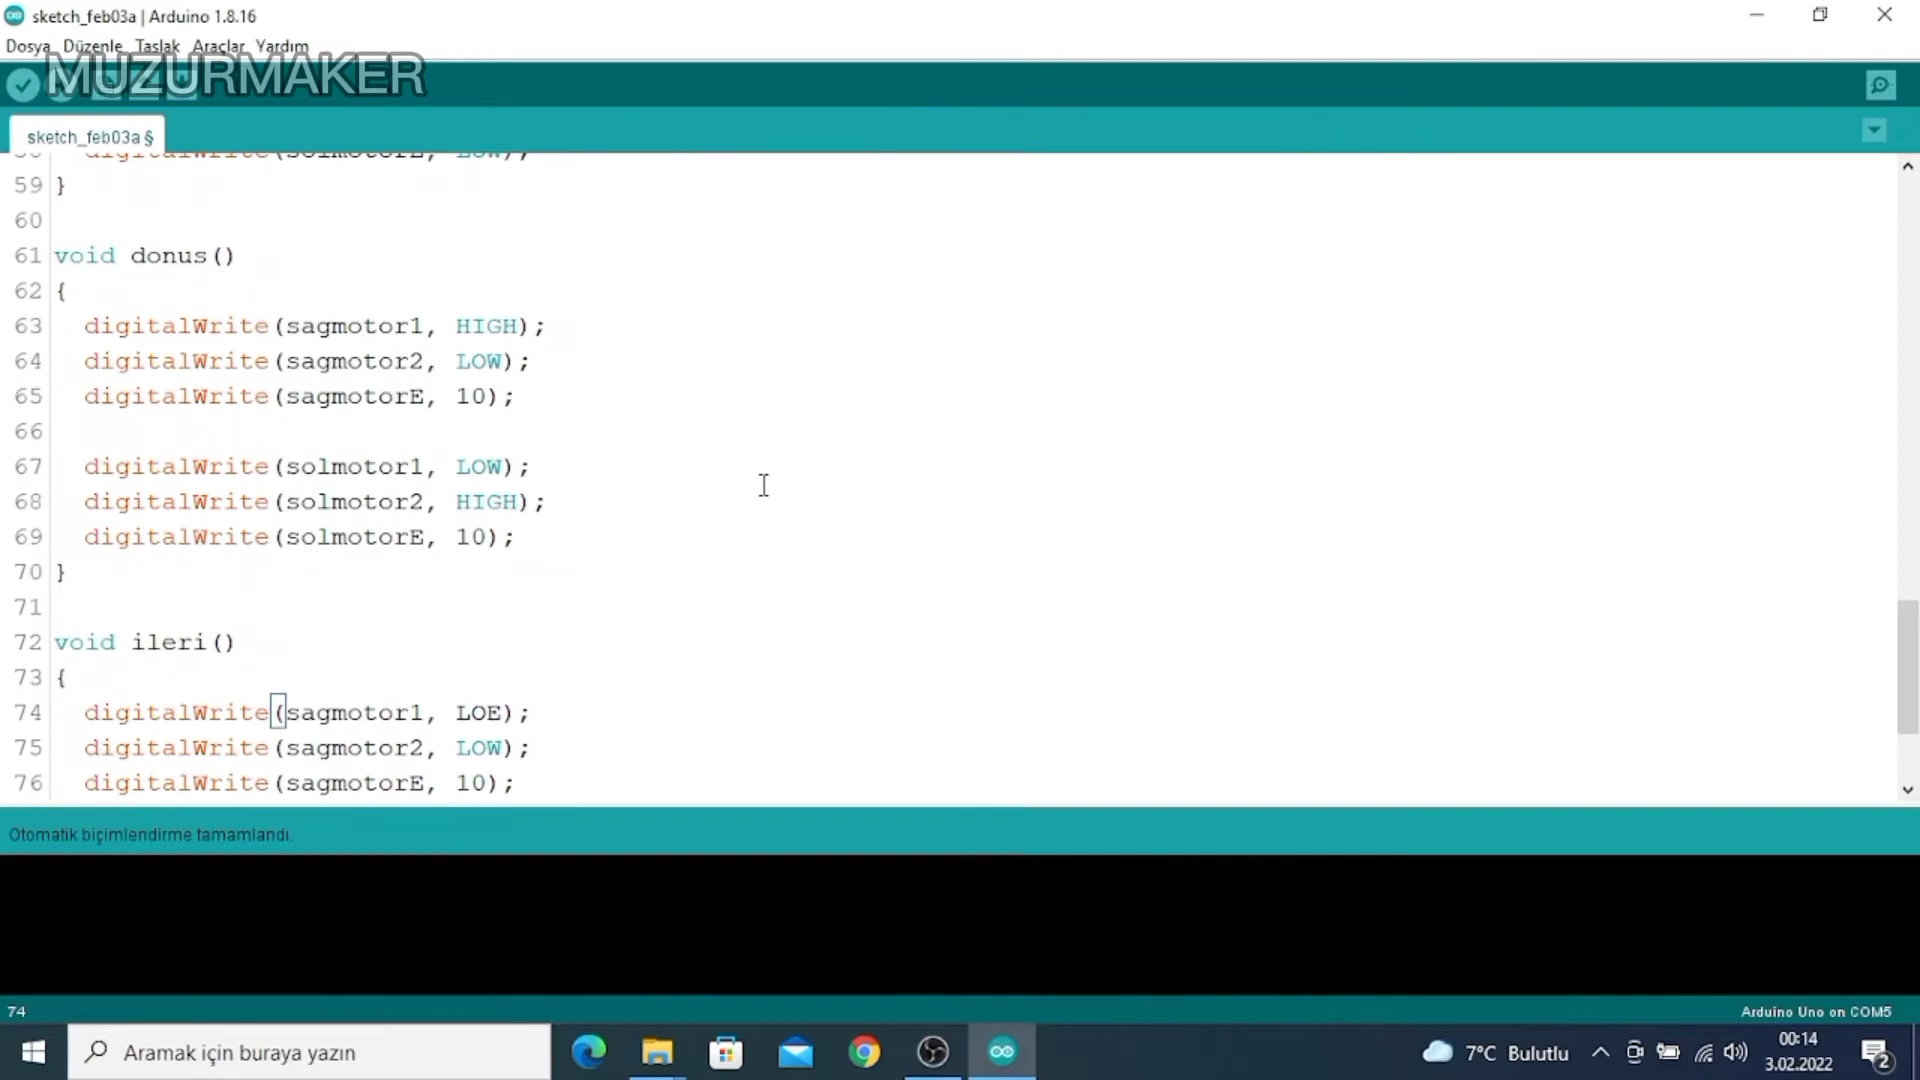 sketch_feb03a | Arduino 1.8.16
Dosya Düzenle Taslak Araçlar Yardım
MUZURMAKER
sketch_feb03a §
58 digitalWrite(solmotorE, LOW);
59 }
60
61 void donus()
62 {
63 digitalWrite(sagmotor1, HIGH);
64 digitalWrite(sagmotor2, LOW);
65 digitalWrite(sagmotorE, 10);
66
67 digitalWrite(solmotor1, LOW);
68 digitalWrite(solmotor2, HIGH);
69 digitalWrite(solmotorE, 10);
70 }
71
72 void ileri()
73 {
74 digitalWrite(sagmotor1, LOE);
75 digitalWrite(sagmotor2, LOW);
76 digitalWrite(sagmotorE, 10);
Otomatik biçimlendirme tamamlandı.
74
Arduino Uno on COM5
Aramak için buraya yazın
7°C Bulutlu
00:14
3.02.2022
2